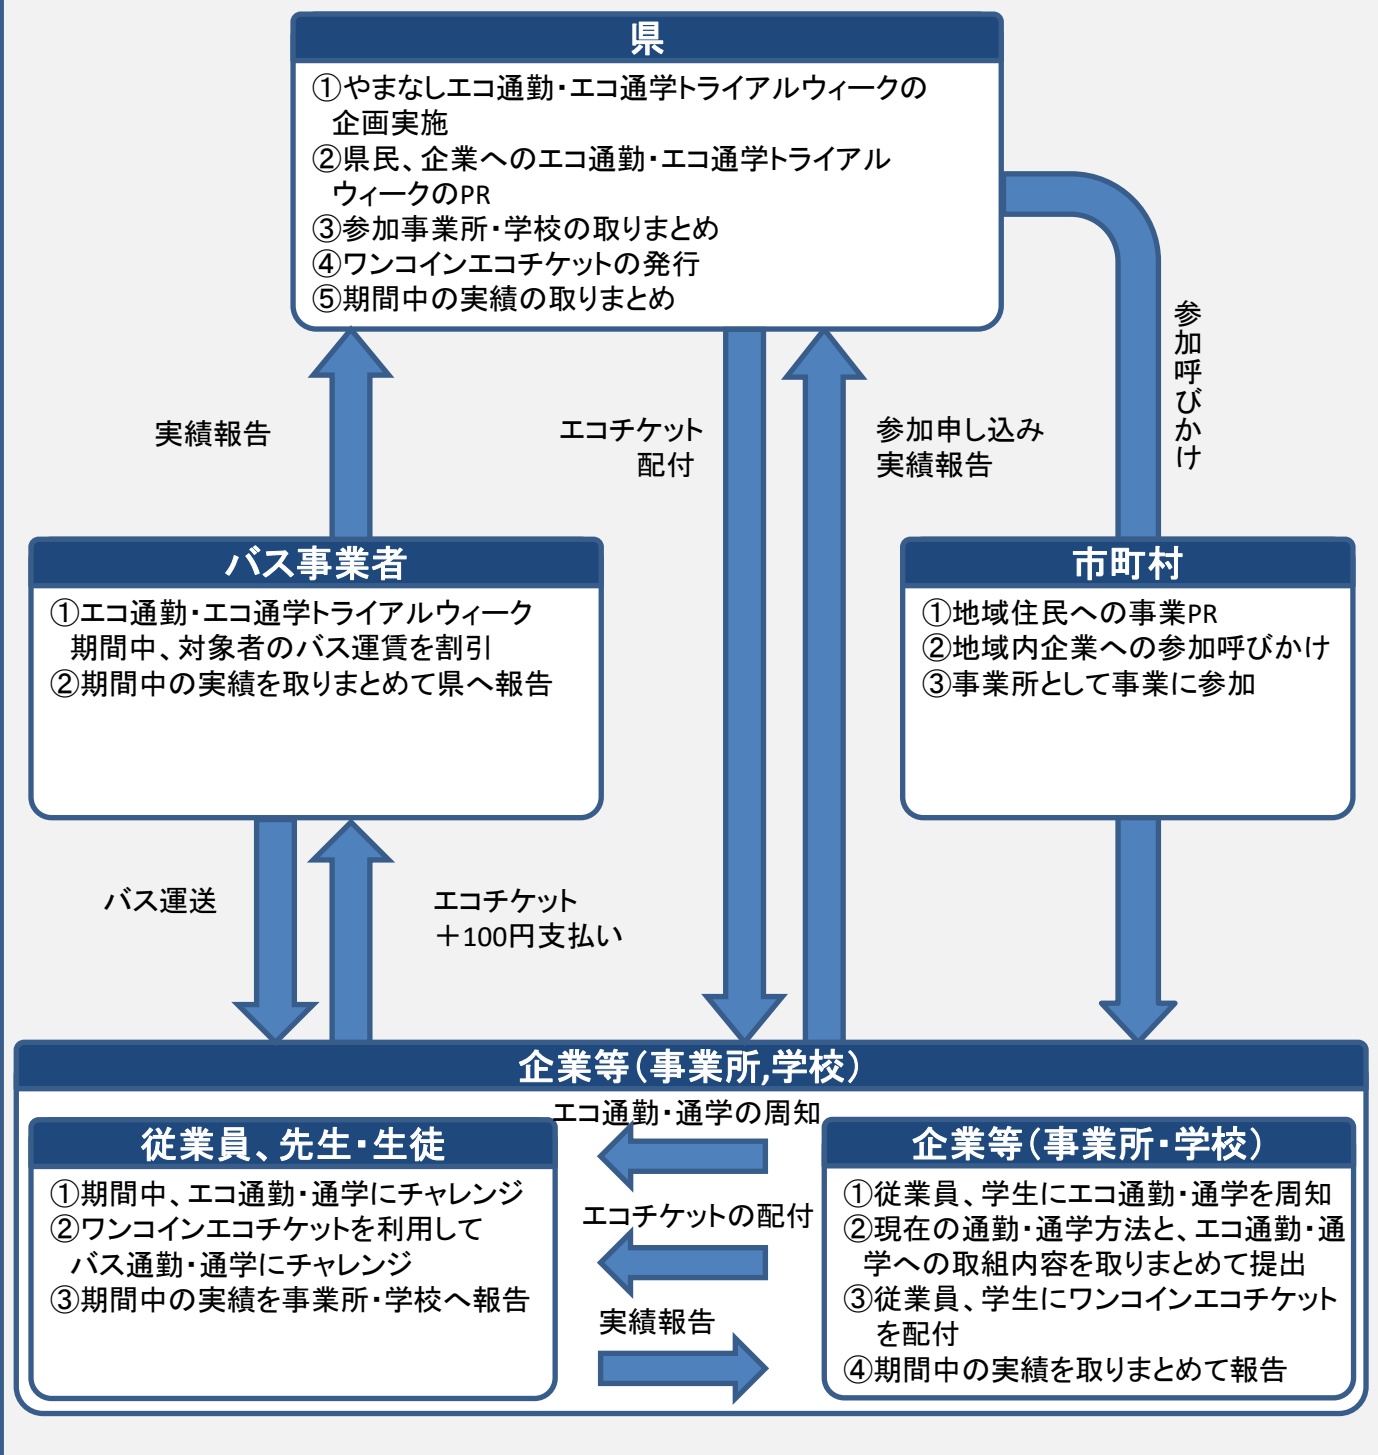 県
①やまなしエコ通勤・エコ通学トライアルウィークの
企画実施
②県民、企業へのエコ通勤・エコ通学トライアル
ウィークのPR
③参加事業所・学校の取りまとめ
④ワンコインエコチケットの発行
⑤期間中の実績の取りまとめ
参加呼びかけ
実績報告
エコチケット
配付
参加申し込み
実績報告
バス事業者
①エコ通勤・エコ通学トライアルウィーク
期間中、対象者のバス運賃を割引
②期間中の実績を取りまとめて県へ報告
市町村
①地域住民への事業PR
②地域内企業への参加呼びかけ
③事業所として事業に参加
バス運送
エコチケット
＋100円支払い
企業等（事業所,学校）
従業員、先生・生徒
①期間中、エコ通勤・通学にチャレンジ
②ワンコインエコチケットを利用して
バス通勤・通学にチャレンジ
③期間中の実績を事業所・学校へ報告
エコ通勤・通学の周知
エコチケットの配付
実績報告
企業等（事業所・学校）
①従業員、学生にエコ通勤・通学を周知
②現在の通勤・通学方法と、エコ通勤・通
学への取組内容を取りまとめて提出
③従業員、学生にワンコインエコチケット
を配付
④期間中の実績を取りまとめて報告